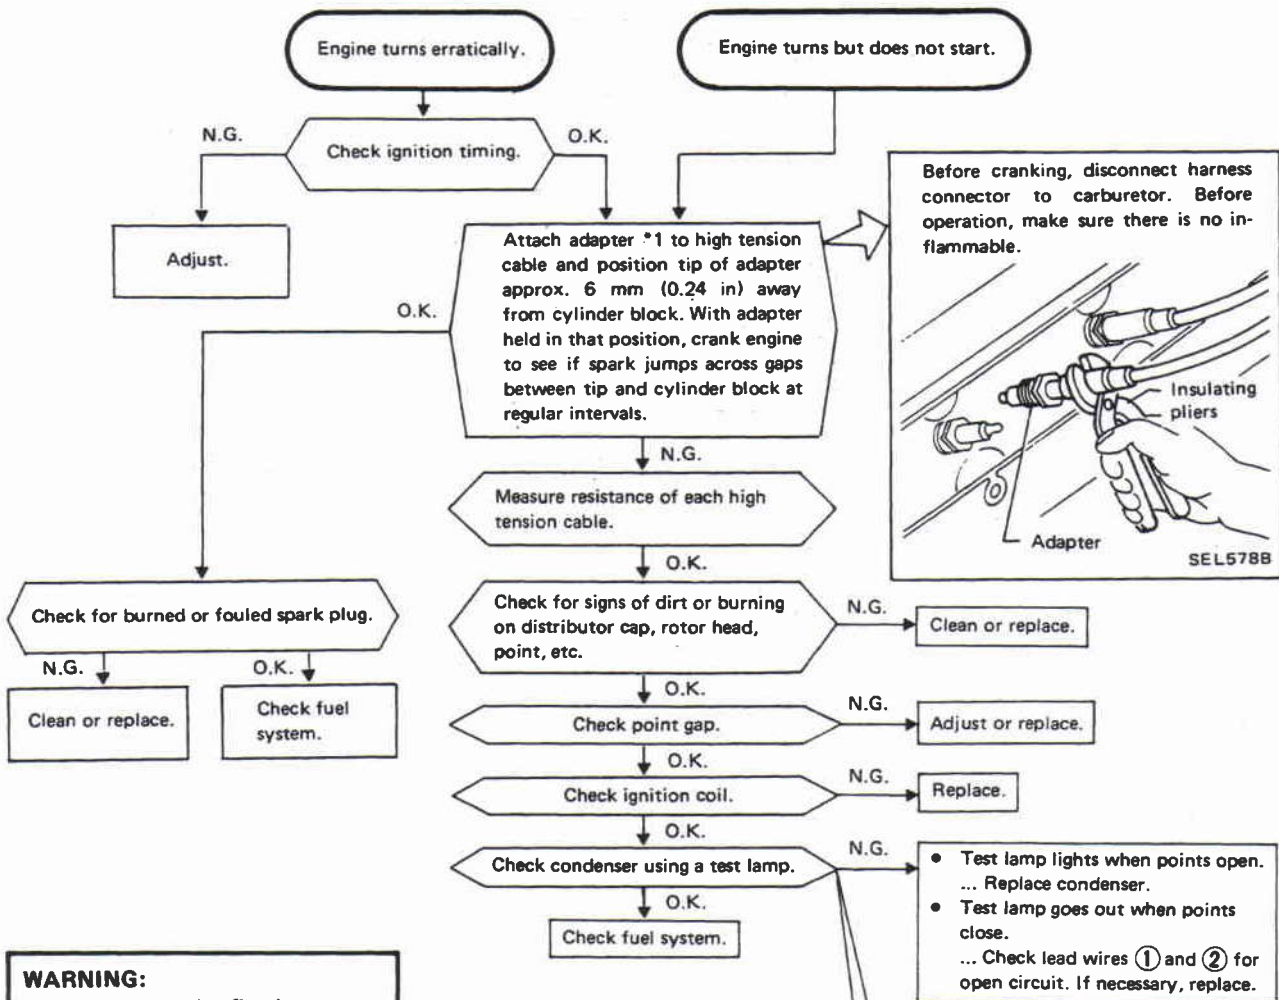 Engine turns erratically.
Engine turns but does not start.
N.G.
Check ignition timing.
O.K.
Adjust.
Before cranking, disconnect harness
connector to carburetor. Before
operation, make sure there is no in-
flammable.
Insulating
pliers
Adapter
SEL578B
Attach adapter *1 to high tension
cable and position tip of adapter
approx. 6 mm (0.24 in) away
from cylinder block. With adapter
held in that position, crank engine
to see if spark jumps across gaps
between tip and cylinder block at
regular intervals.
O.K.
N.G.
Measure resistance of each high
tension cable.
O.K.
Check for burned or fouled spark plug.
N.G.
O.K.
Clean or replace.
Check fuel
system.
Check for signs of dirt or burning
on distributor cap, rotor head,
point, etc.
N.G.
Clean or replace.
O.K.
Check point gap.
N.G.
Adjust or replace.
O.K.
Check ignition coil.
N.G.
Replace.
O.K.
Check condenser using a test lamp.
N.G.
● Test lamp lights when points open.
... Replace condenser.
● Test lamp goes out when points
close.
... Check lead wires ① and ② for
open circuit. If necessary, replace.
O.K.
Check fuel system.
WARNING: